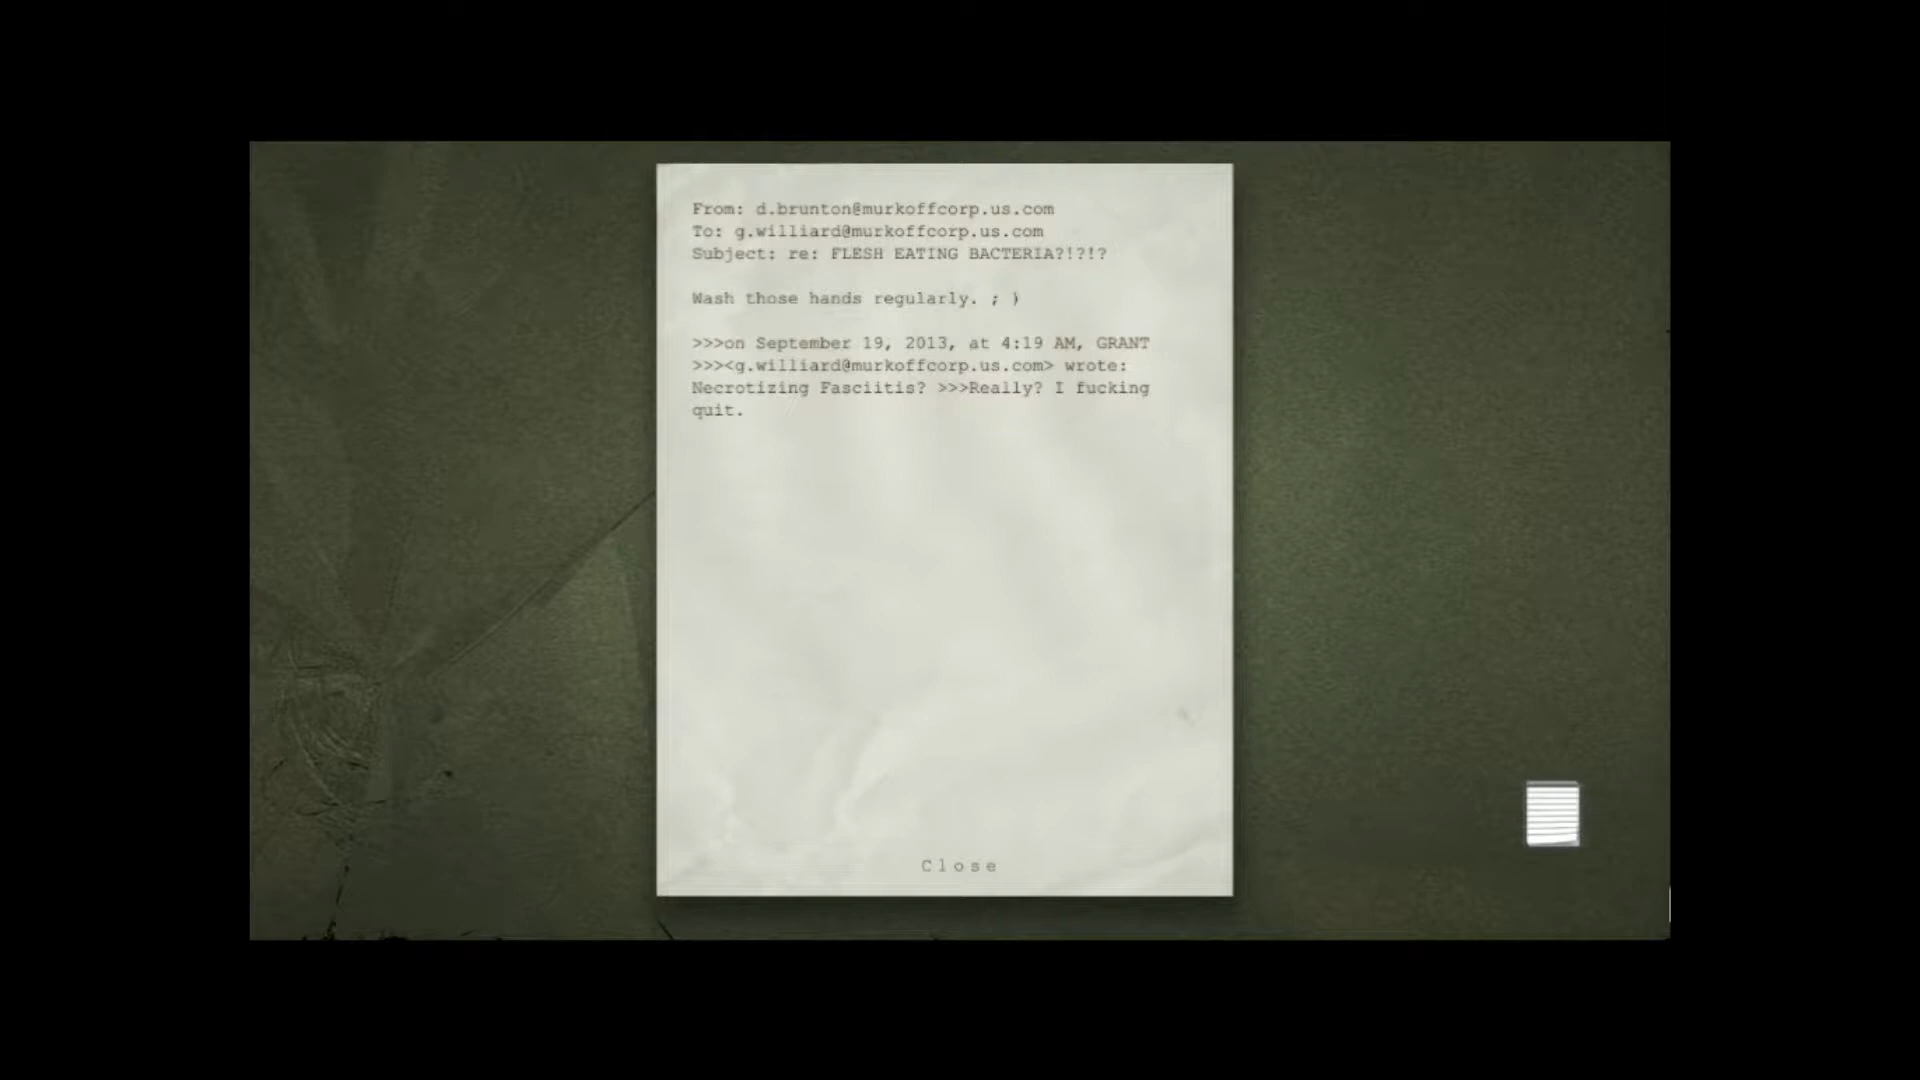 From: d.brunton@murkoffcorp.us.com
To: g.williard@murkoffcorp.us.com
Subject: re: FLESH EATING BACTERIA?!?!?
Wash those hands regularly. ; )
>>>on September 19, 2013, at 4:19 AM, GRANT
>>><g.williard@murkoffcorp.us.com> wrote:
Necrotizing Fasciitis? >>>Really? I fucking
quit.
Close